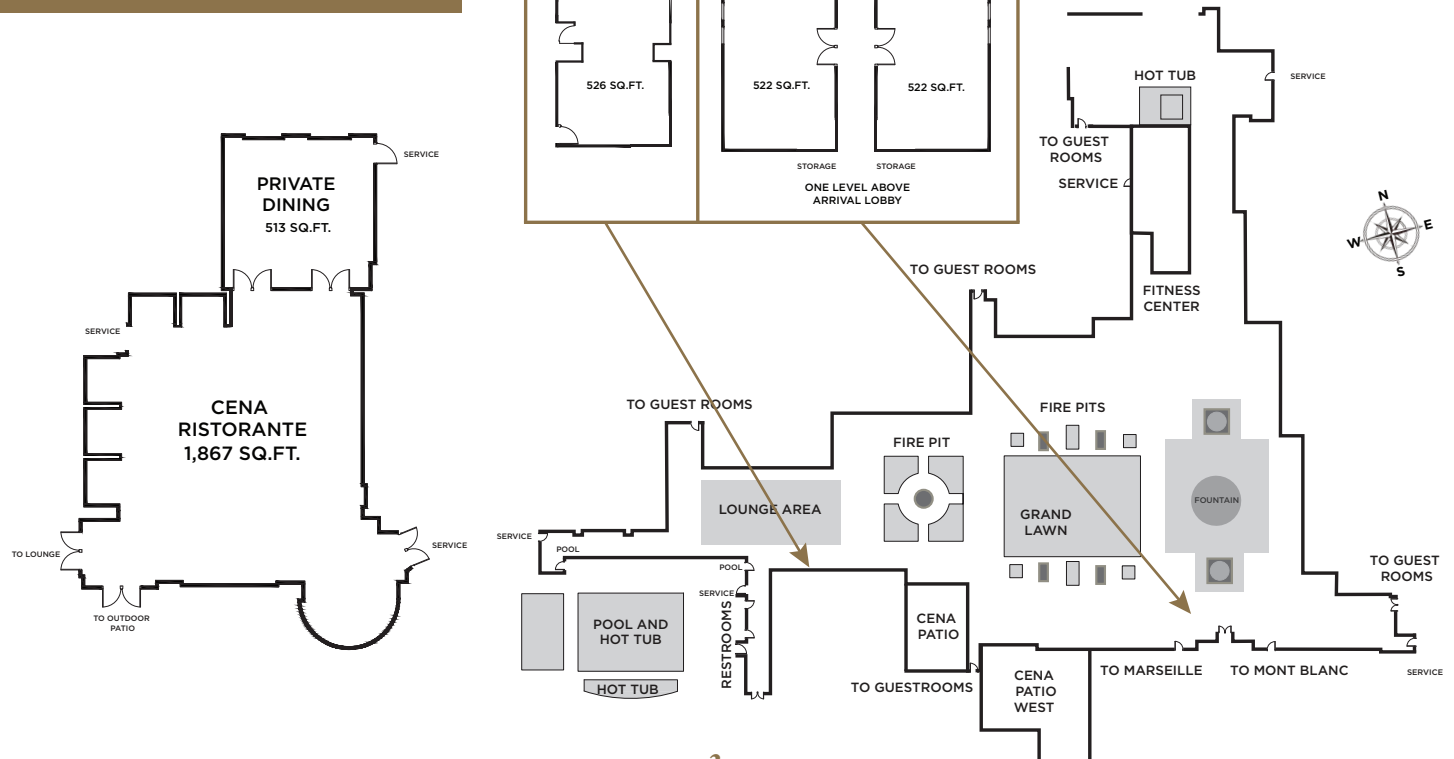 526 SQ.FT.
522 SQ.FT.
522 SQ.FT.
STORAGE
STORAGE
ONE LEVEL ABOVE
ARRIVAL LOBBY
HOT TUB
SERVICE
TO GUEST
ROOMS
SERVICE
FITNESS
CENTER
N
E
S
W
SERVICE
PRIVATE
DINING
513 SQ.FT.
SERVICE
CENA
RISTORANTE
1,867 SQ.FT.
TO LOUNGE
SERVICE
TO OUTDOOR
PATIO
TO GUEST ROOMS
TO GUEST ROOMS
FIRE PITS
FIRE PIT
LOUNGE AREA
GRAND
LAWN
FOUNTAIN
SERVICE
POOL
POOL
SERVICE
RESTROOMS
POOL AND
HOT TUB
HOT TUB
CENA
PATIO
TO GUESTROOMS
CENA
PATIO
WEST
TO MARSEILLE
TO MONT BLANC
TO GUEST
ROOMS
SERVICE